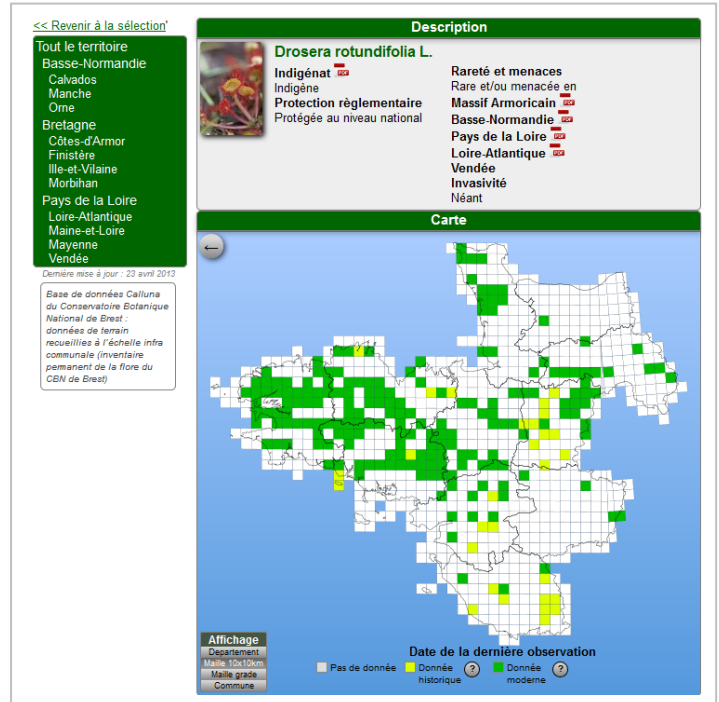 << Revenir à la sélection'
Tout le territoire
Basse-Normandie
Calvados
Manche
Orne
Bretagne
Côtes-d'Armor
Finistère
Ille-et-Vilaine
Morbihan
Pays de la Loire
Loire-Atlantique
Maine-et-Loire
Mayenne
Vendée
Dernière mise à jour : 23 avril 2013
Base de données Calluna
du Conservatoire Botanique
National de Brest :
données de terrain
recueillies à l'échelle infra
communale (inventaire
permanent de la flore du
CBN de Brest)
Description
Drosera rotundifolia L.
Indigénat PDF
Indigène
Protection règlementaire
Protégée au niveau national
Rareté et menaces
Rare et/ou menacée en
Massif Armoricain PDF
Basse-Normandie PDF
Pays de la Loire PDF
Loire-Atlantique PDF
Vendée
Invasivité
Néant
Carte
←
Affichage
Departement
Maille 10x10km
Maille grade
Commune
Date de la dernière observation
Pas de donnée
Donnée
historique
?
Donnée
moderne
?